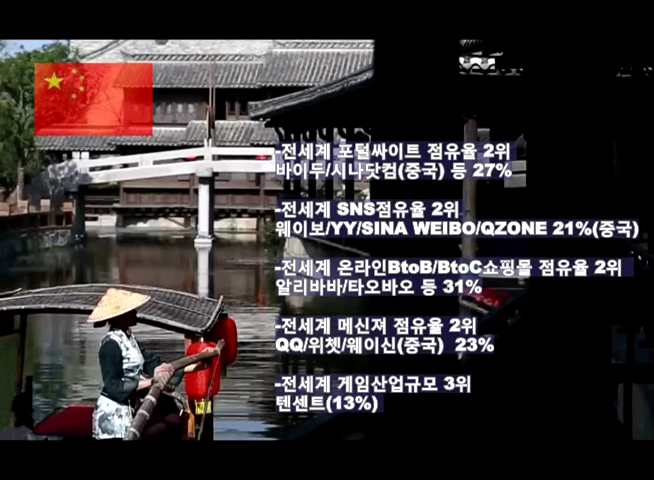 -전세계 포털싸이트 점유율 2위
바이두/시나닷컴(중국) 등 27%
-전세계 SNS점유율 2위
웨이보/YY/SINA WEIBO/QZONE 21%(중국)
-전세계 온라인BtoB/BtoC쇼핑몰 점유율 2위
알리바바/타오바오 등 31%
-전세계 메신져 점유율 2위
QQ/위쳇/웨이신(중국) 23%
-전세계 게임산업규모 3위
텐센트(13%)